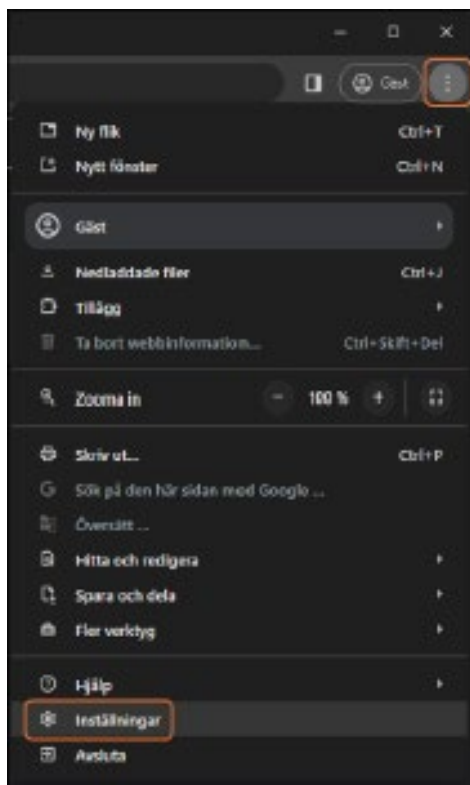 Gäst
Ny flik Ctrl+T
Nytt fönster Ctrl+N
Gäst
Nedladdade filer Ctrl+J
Tillägg
Ta bort webbinformation... Ctrl+Skift+Del
Zooma in - 100 % +
Skriv ut... Ctrl+P
Sök på den här sidan med Google ...
Översätt ...
Hitta och redigera
Spara och dela
Fler verktyg
Hjälp
Inställningar
Avsluta